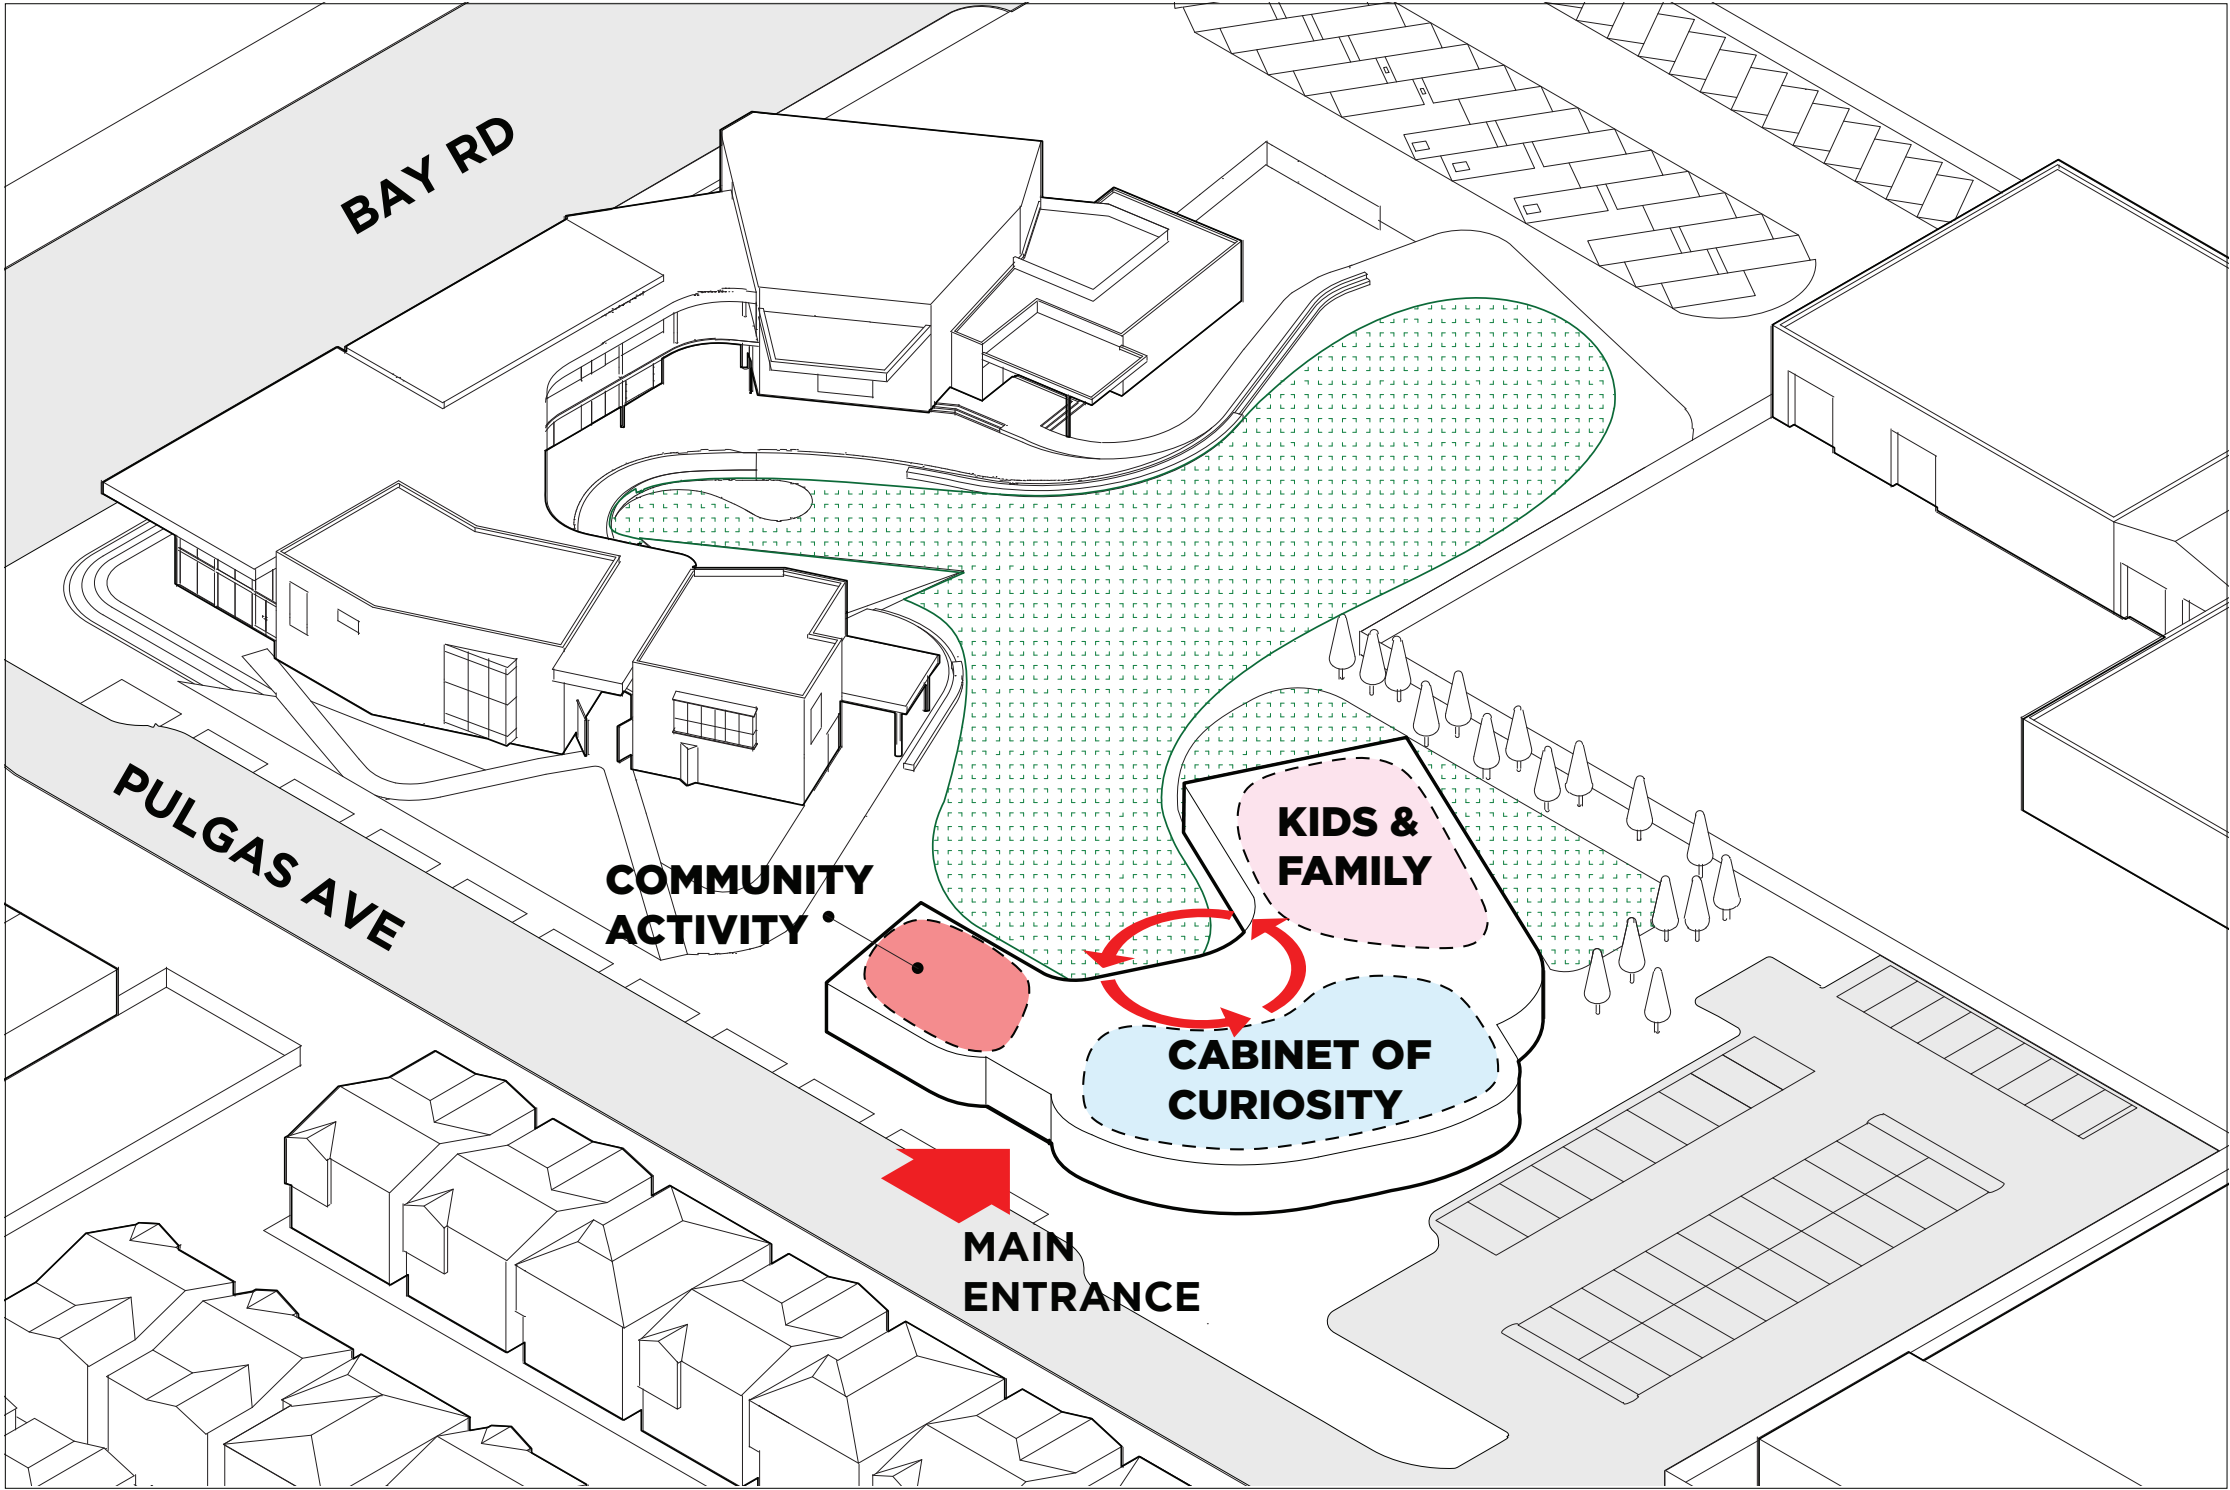 BAY RD
PULGAS AVE
COMMUNITY
ACTIVITY
KIDS &
FAMILY
CABINET OF
CURIOSITY
MAIN
ENTRANCE